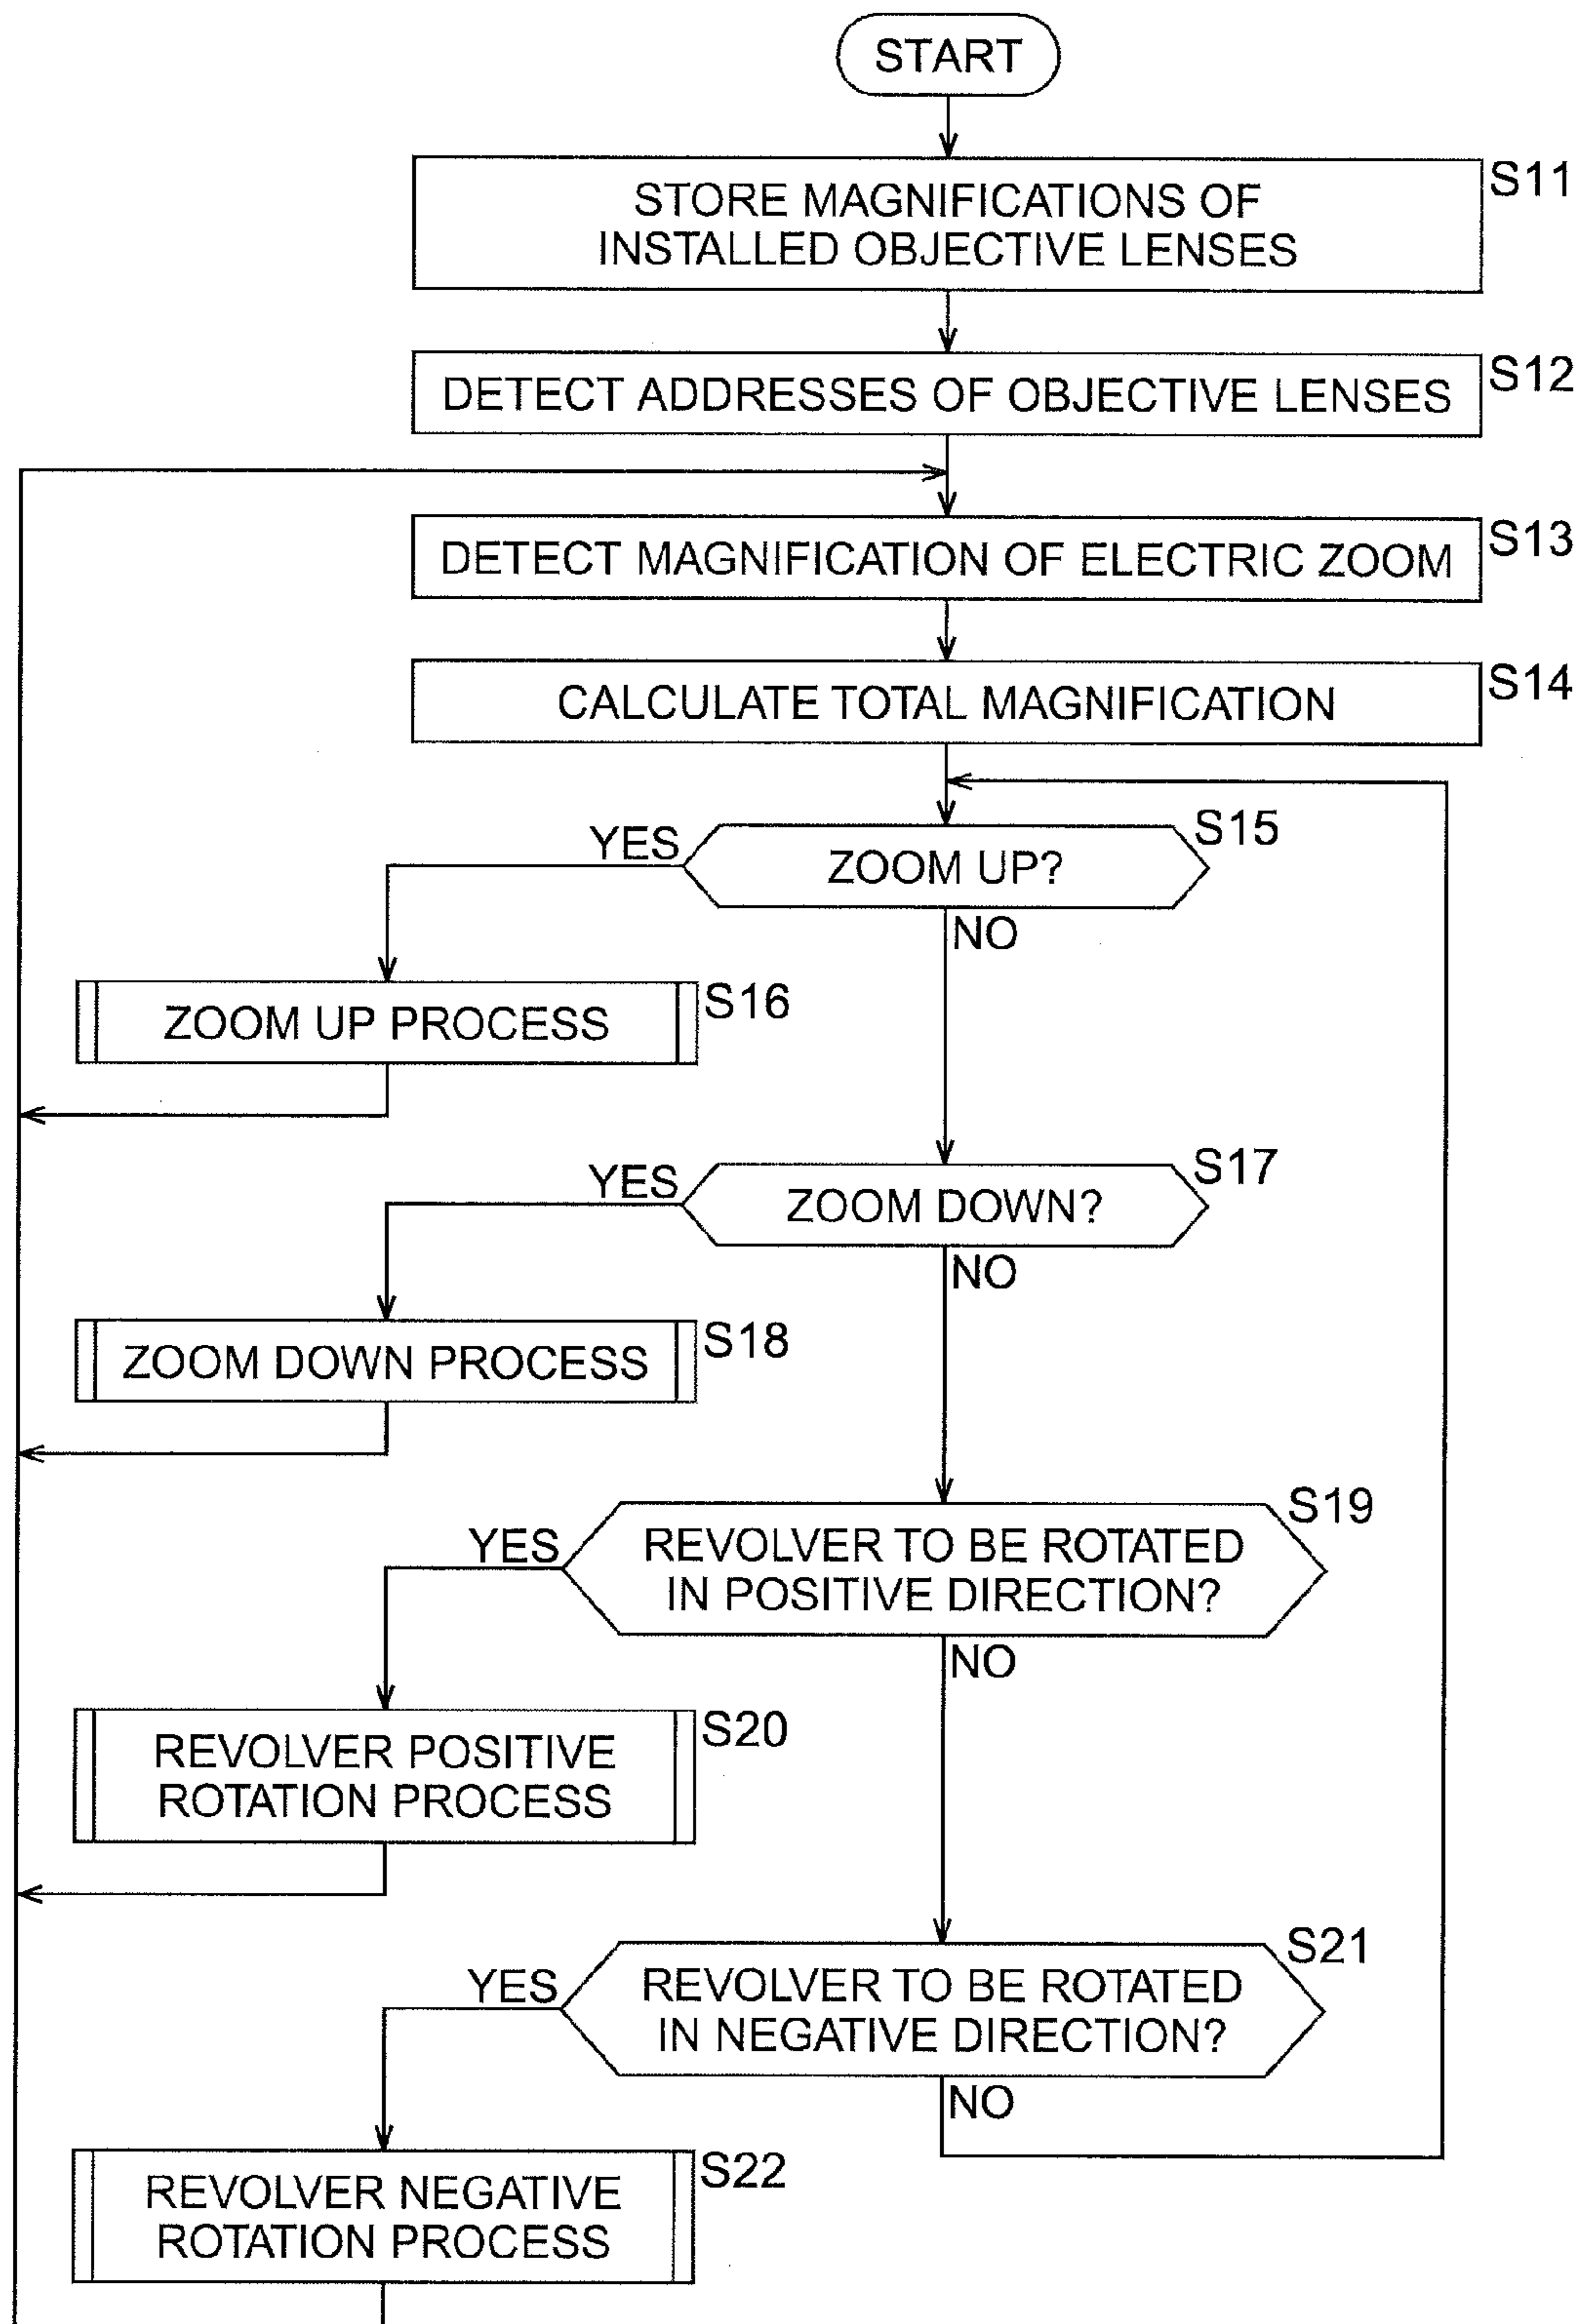 START
S11
STORE MAGNIFICATIONS OF
INSTALLED OBJECTIVE LENSES
S12
DETECT ADDRESSES OF OBJECTIVE LENSES
S13
DETECT MAGNIFICATION OF ELECTRIC ZOOM
S14
CALCULATE TOTAL MAGNIFICATION
S15
YES
ZOOM UP?
NO
S16
ZOOM UP PROCESS
S17
YES
ZOOM DOWN?
NO
S18
ZOOM DOWN PROCESS
S19
YES
REVOLVER TO BE ROTATED
IN POSITIVE DIRECTION?
NO
S20
REVOLVER POSITIVE
ROTATION PROCESS
S21
YES
REVOLVER TO BE ROTATED
IN NEGATIVE DIRECTION?
NO
S22
REVOLVER NEGATIVE
ROTATION PROCESS